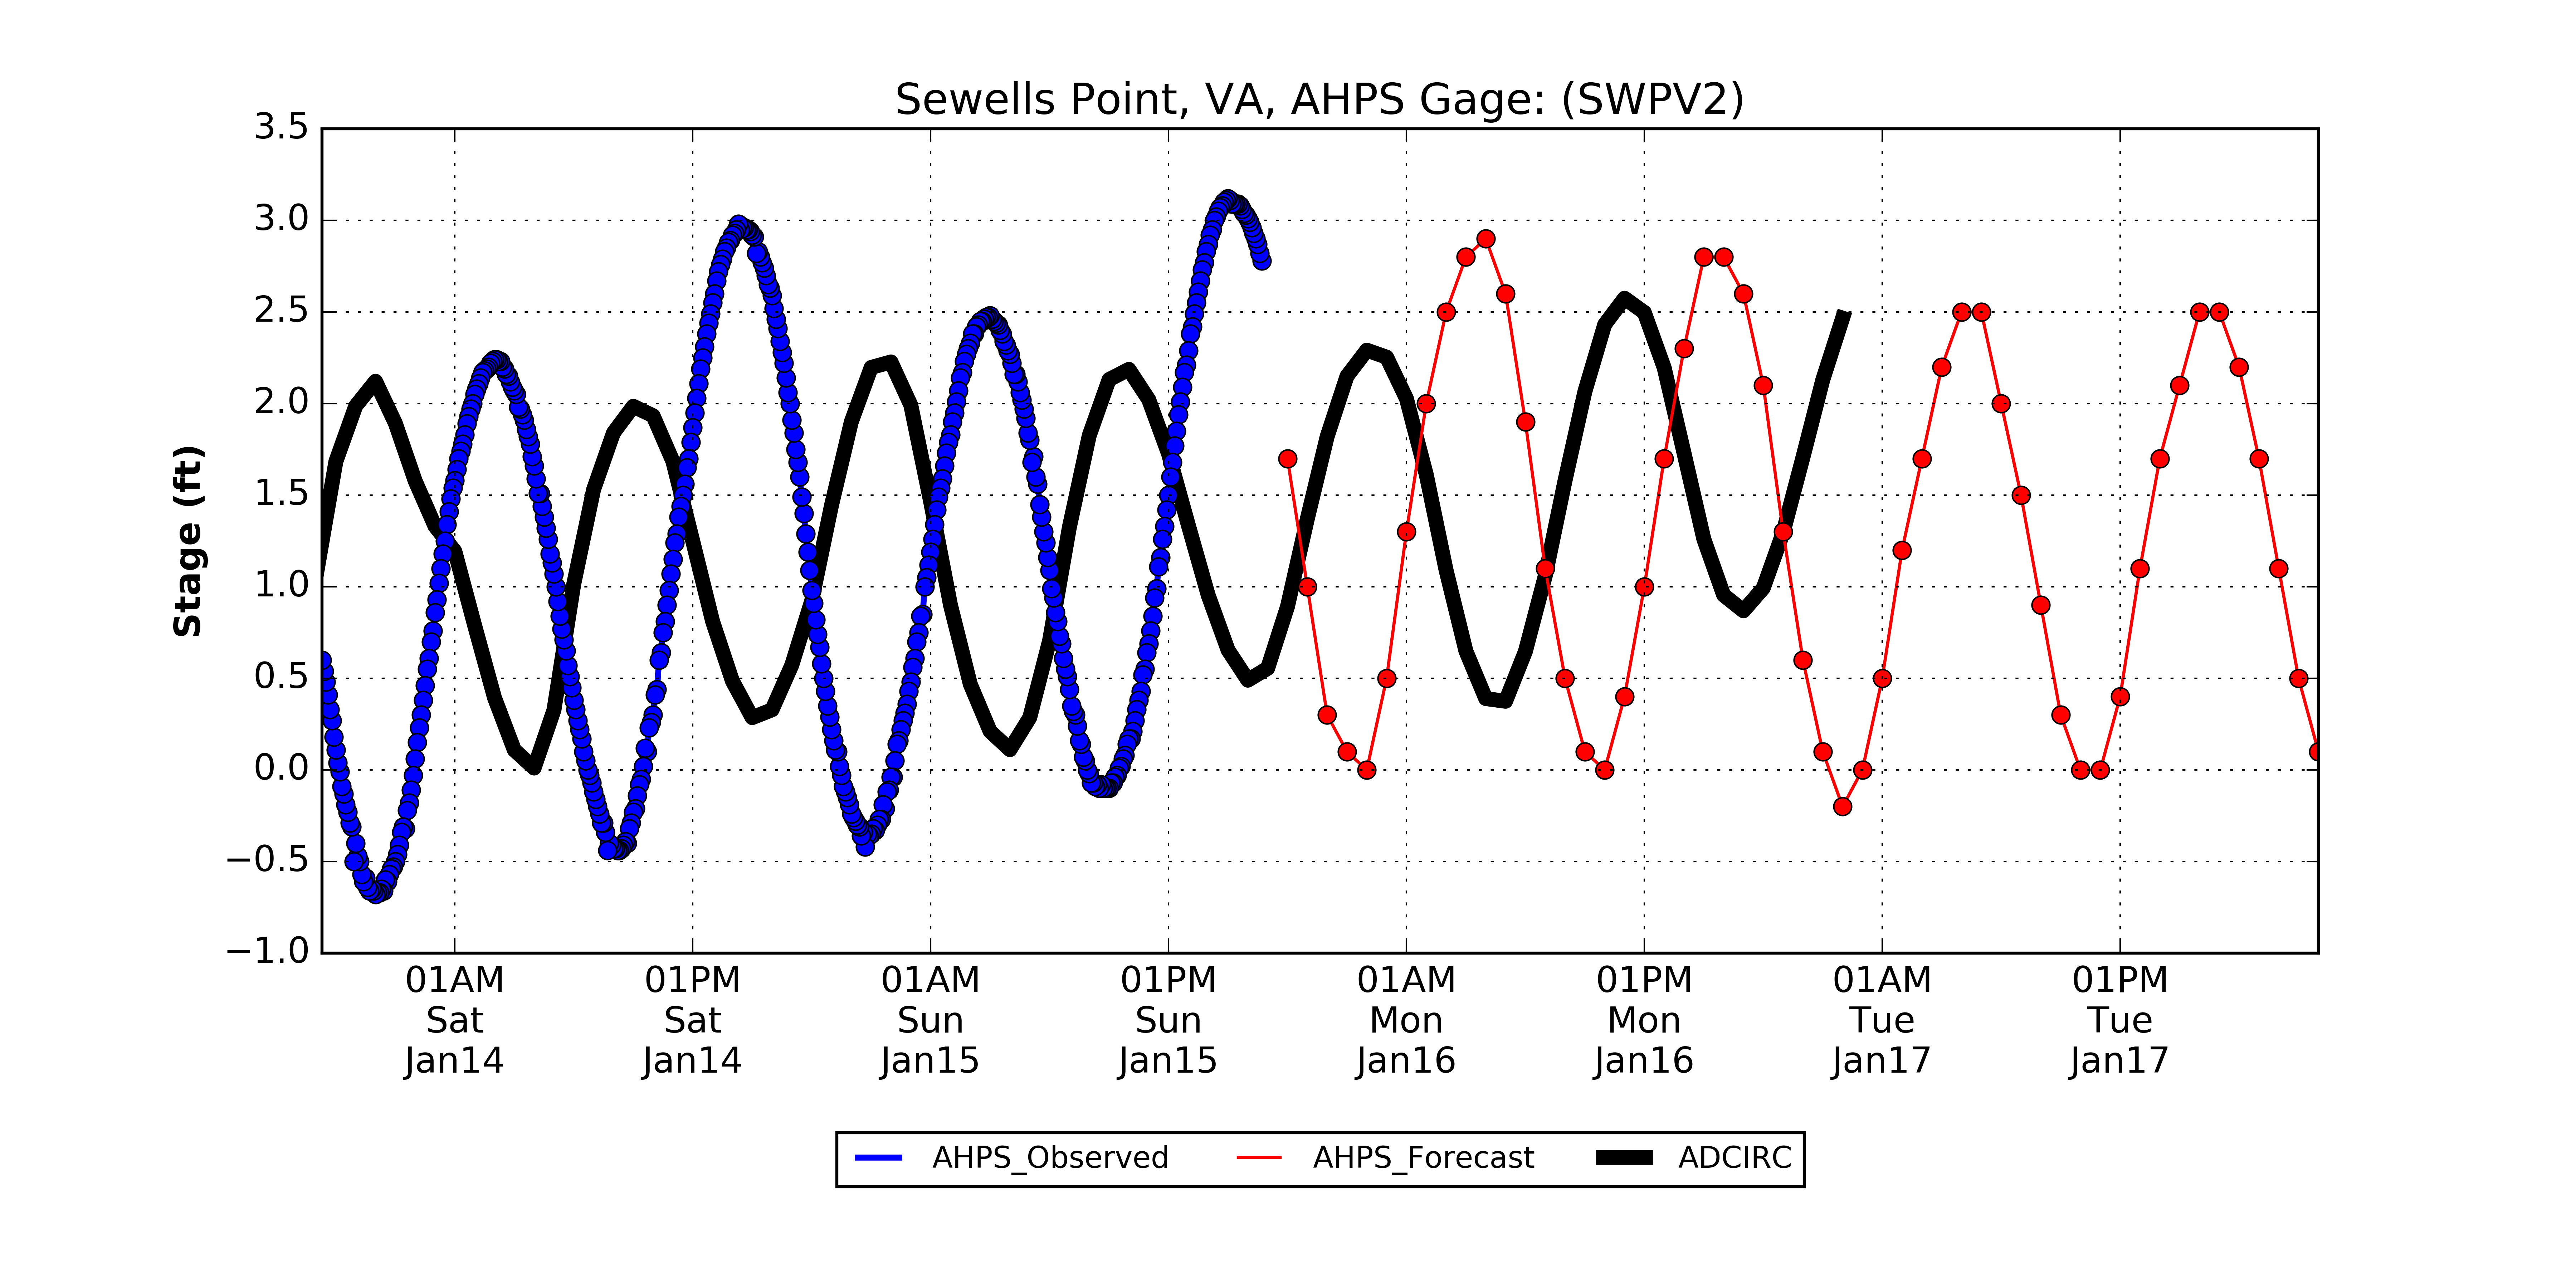 Sewells Point, VA, AHPS Gage: (SWPV2)
3.5
3.0
2.5
2.0
1.5
1.0
0.5
0.0
−0.5
−1.0
Stage (ft)
01AM
Sat
Jan14
01PM
Sat
Jan14
01AM
Sun
Jan15
01PM
Sun
Jan15
01AM
Mon
Jan16
01PM
Mon
Jan16
01AM
Tue
Jan17
01PM
Tue
Jan17
AHPS_Observed
AHPS_Forecast
ADCIRC